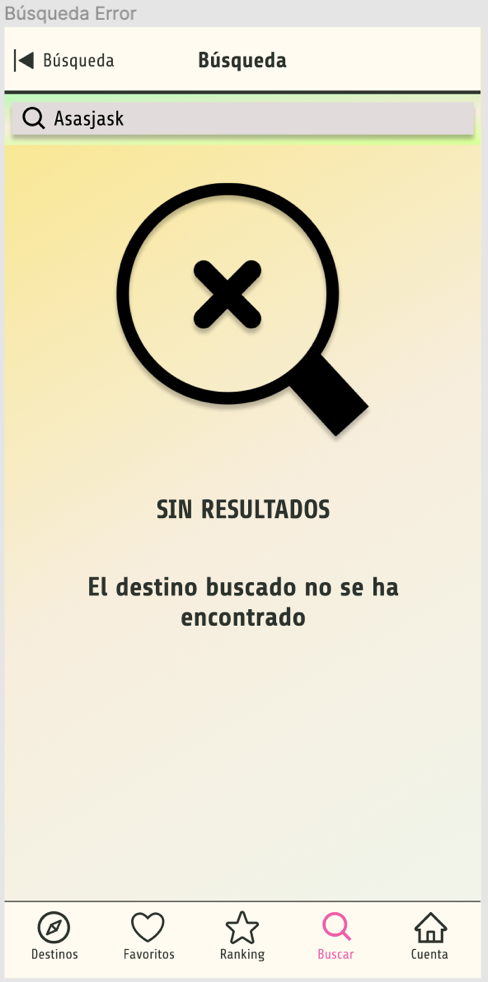 Búsqueda Error
Búsqueda
Búsqueda
Asasjask
SIN RESULTADOS
El destino buscado no se ha
encontrado
Destinos
Favoritos
Ranking
Buscar
Cuenta